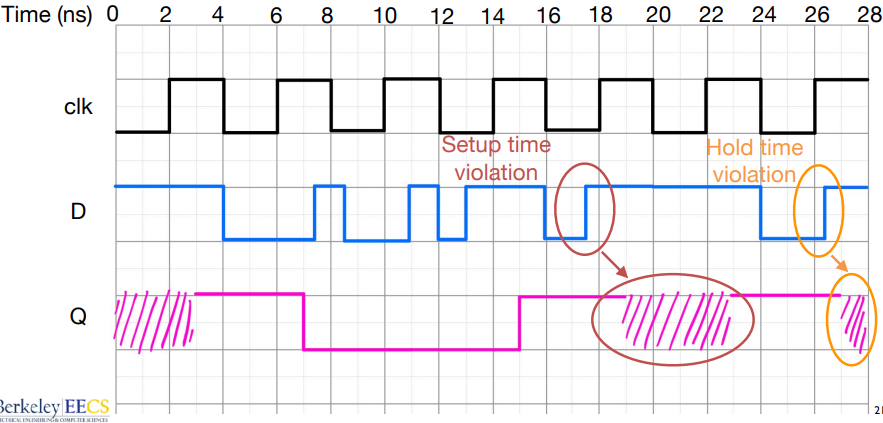 Time (ns) 0 2 4 6 8 10 12 14 16 18 20 22 24 26 28
clk
Setup time
violation
Hold time
violation
D
Q
Berkeley EECS
ELECTRICAL ENGINEERING & COMPUTER SCIENCES